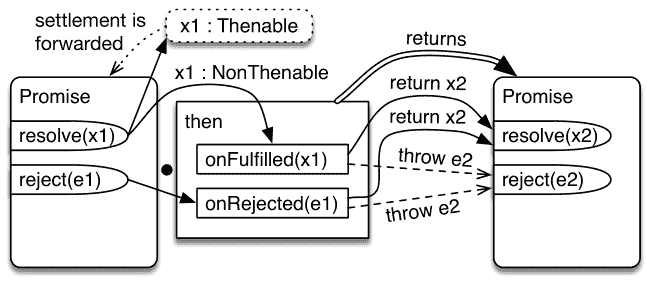 settlement is
forwarded
x1 : Thenable
returns
x1 : NonThenable
return x2
Promise
resolve(x1)
reject(e1)
then
onFulfilled(x1)
onRejected(e1)
return x2
throw e2
throw e2
Promise
resolve(x2)
reject(e2)